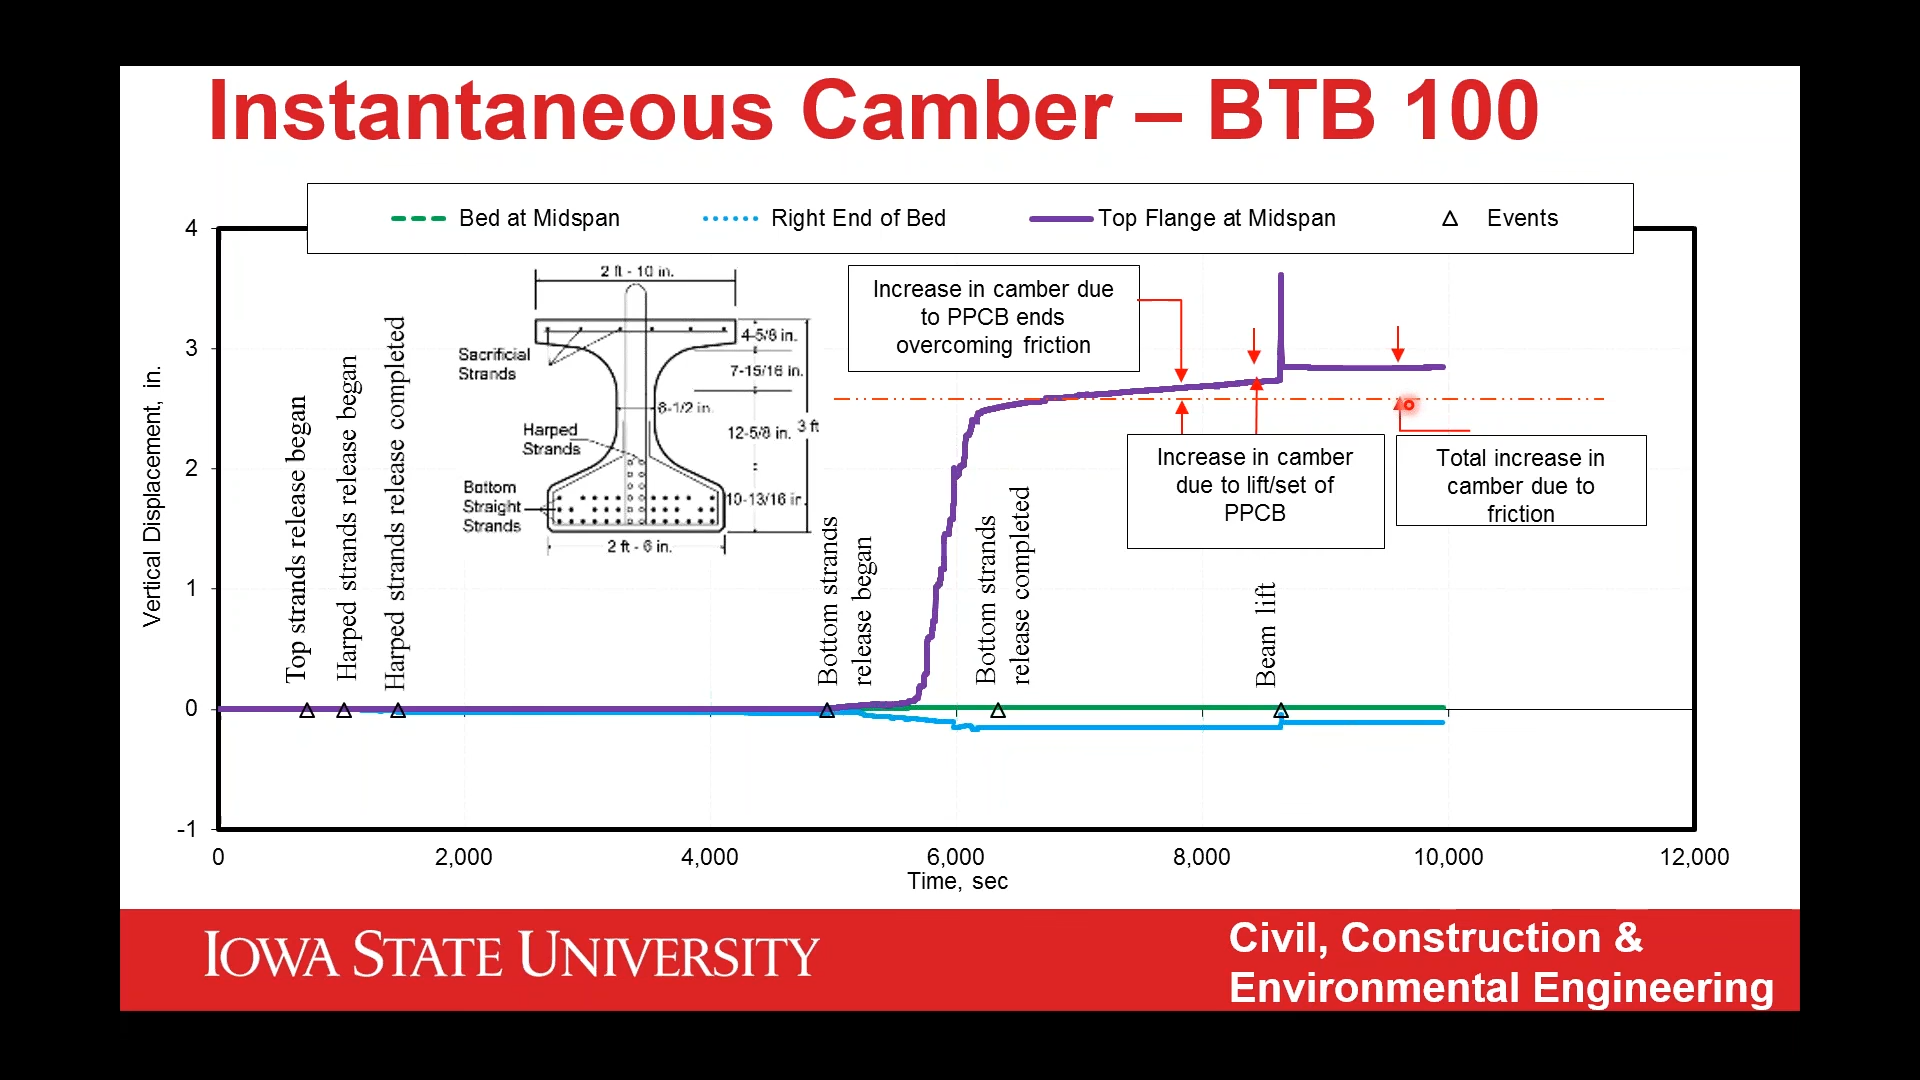 Instantaneous Camber – BTB 100
Bed at Midspan
Right End of Bed
Top Flange at Midspan
Events
4
3
2
1
0
-1
Vertical Displacement, in.
Top strands release began
Harped strands release began
Harped strands release completed
2 ft - 10 in.
Sacrificial
Strands
4-5/8 in.
7-15/16 in.
6-1/2 in.
Harped
Strands
12-5/8 in.
3 ft
Bottom
Straight
Strands
10-13/16 in.
2 ft - 6 in.
Increase in camber due
to PPCB ends
overcoming friction
Increase in camber
due to lift/set of
PPCB
Total increase in
camber due to
friction
Bottom strands
release began
Bottom strands
release completed
Beam lift
0
2,000
4,000
6,000
8,000
10,000
12,000
Time, sec
IOWA STATE UNIVERSITY
Civil, Construction &
Environmental Engineering